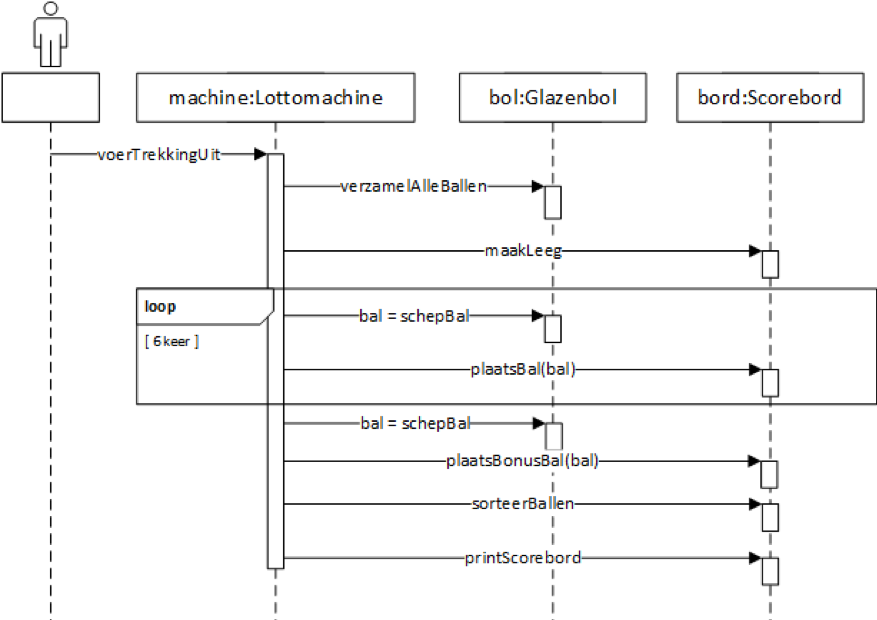 machine:Lottomachine
bol:Glazenbol
bord:Scorebord
voerTrekkingUit
verzamelAlleBallen
maakLeeg
loop
[ 6 keer ]
bal = schepBal
plaatsBal(bal)
bal = schepBal
plaatsBonusBal(bal)
sorteerBallen
printScorebord